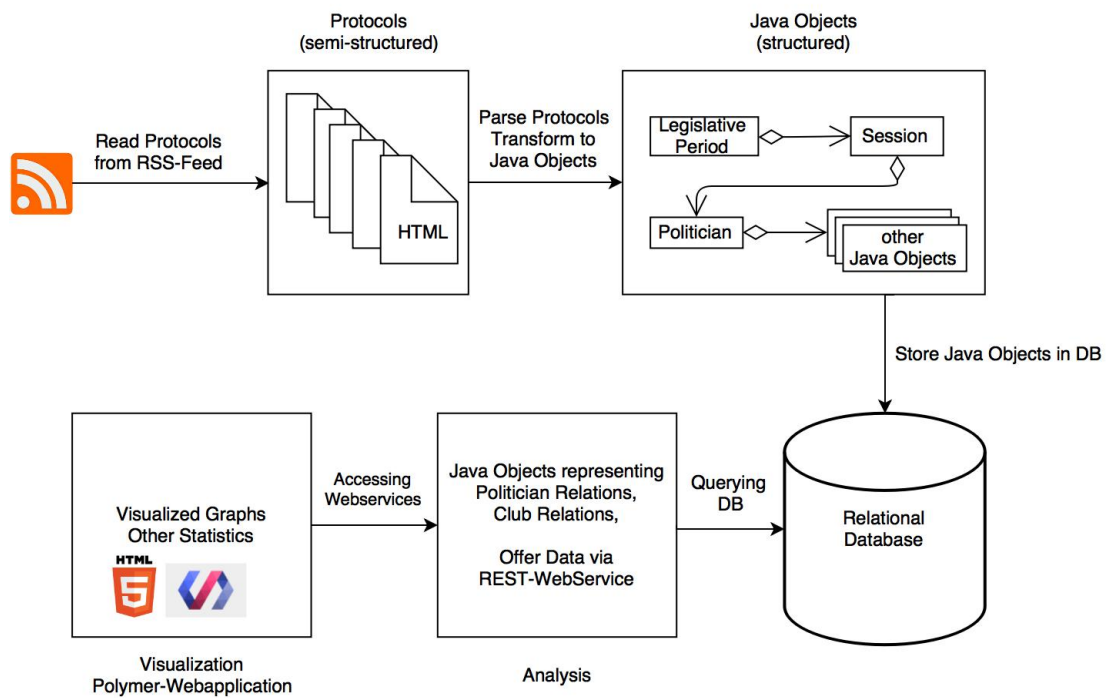 Protocols
(semi-structured)
Java Objects
(structured)
Read Protocols
from RSS-Feed
HTML
Parse Protocols
Transform to
Java Objects
Legislative
Period
Session
Politician
other
Java Objects
Store Java Objects in DB
Visualized Graphs
Other Statistics
HTML
5
Accessing
Webservices
Java Objects representing
Politician Relations,
Club Relations,
Offer Data via
REST-WebService
Querying
DB
Relational
Database
Visualization
Polymer-Webapplication
Analysis